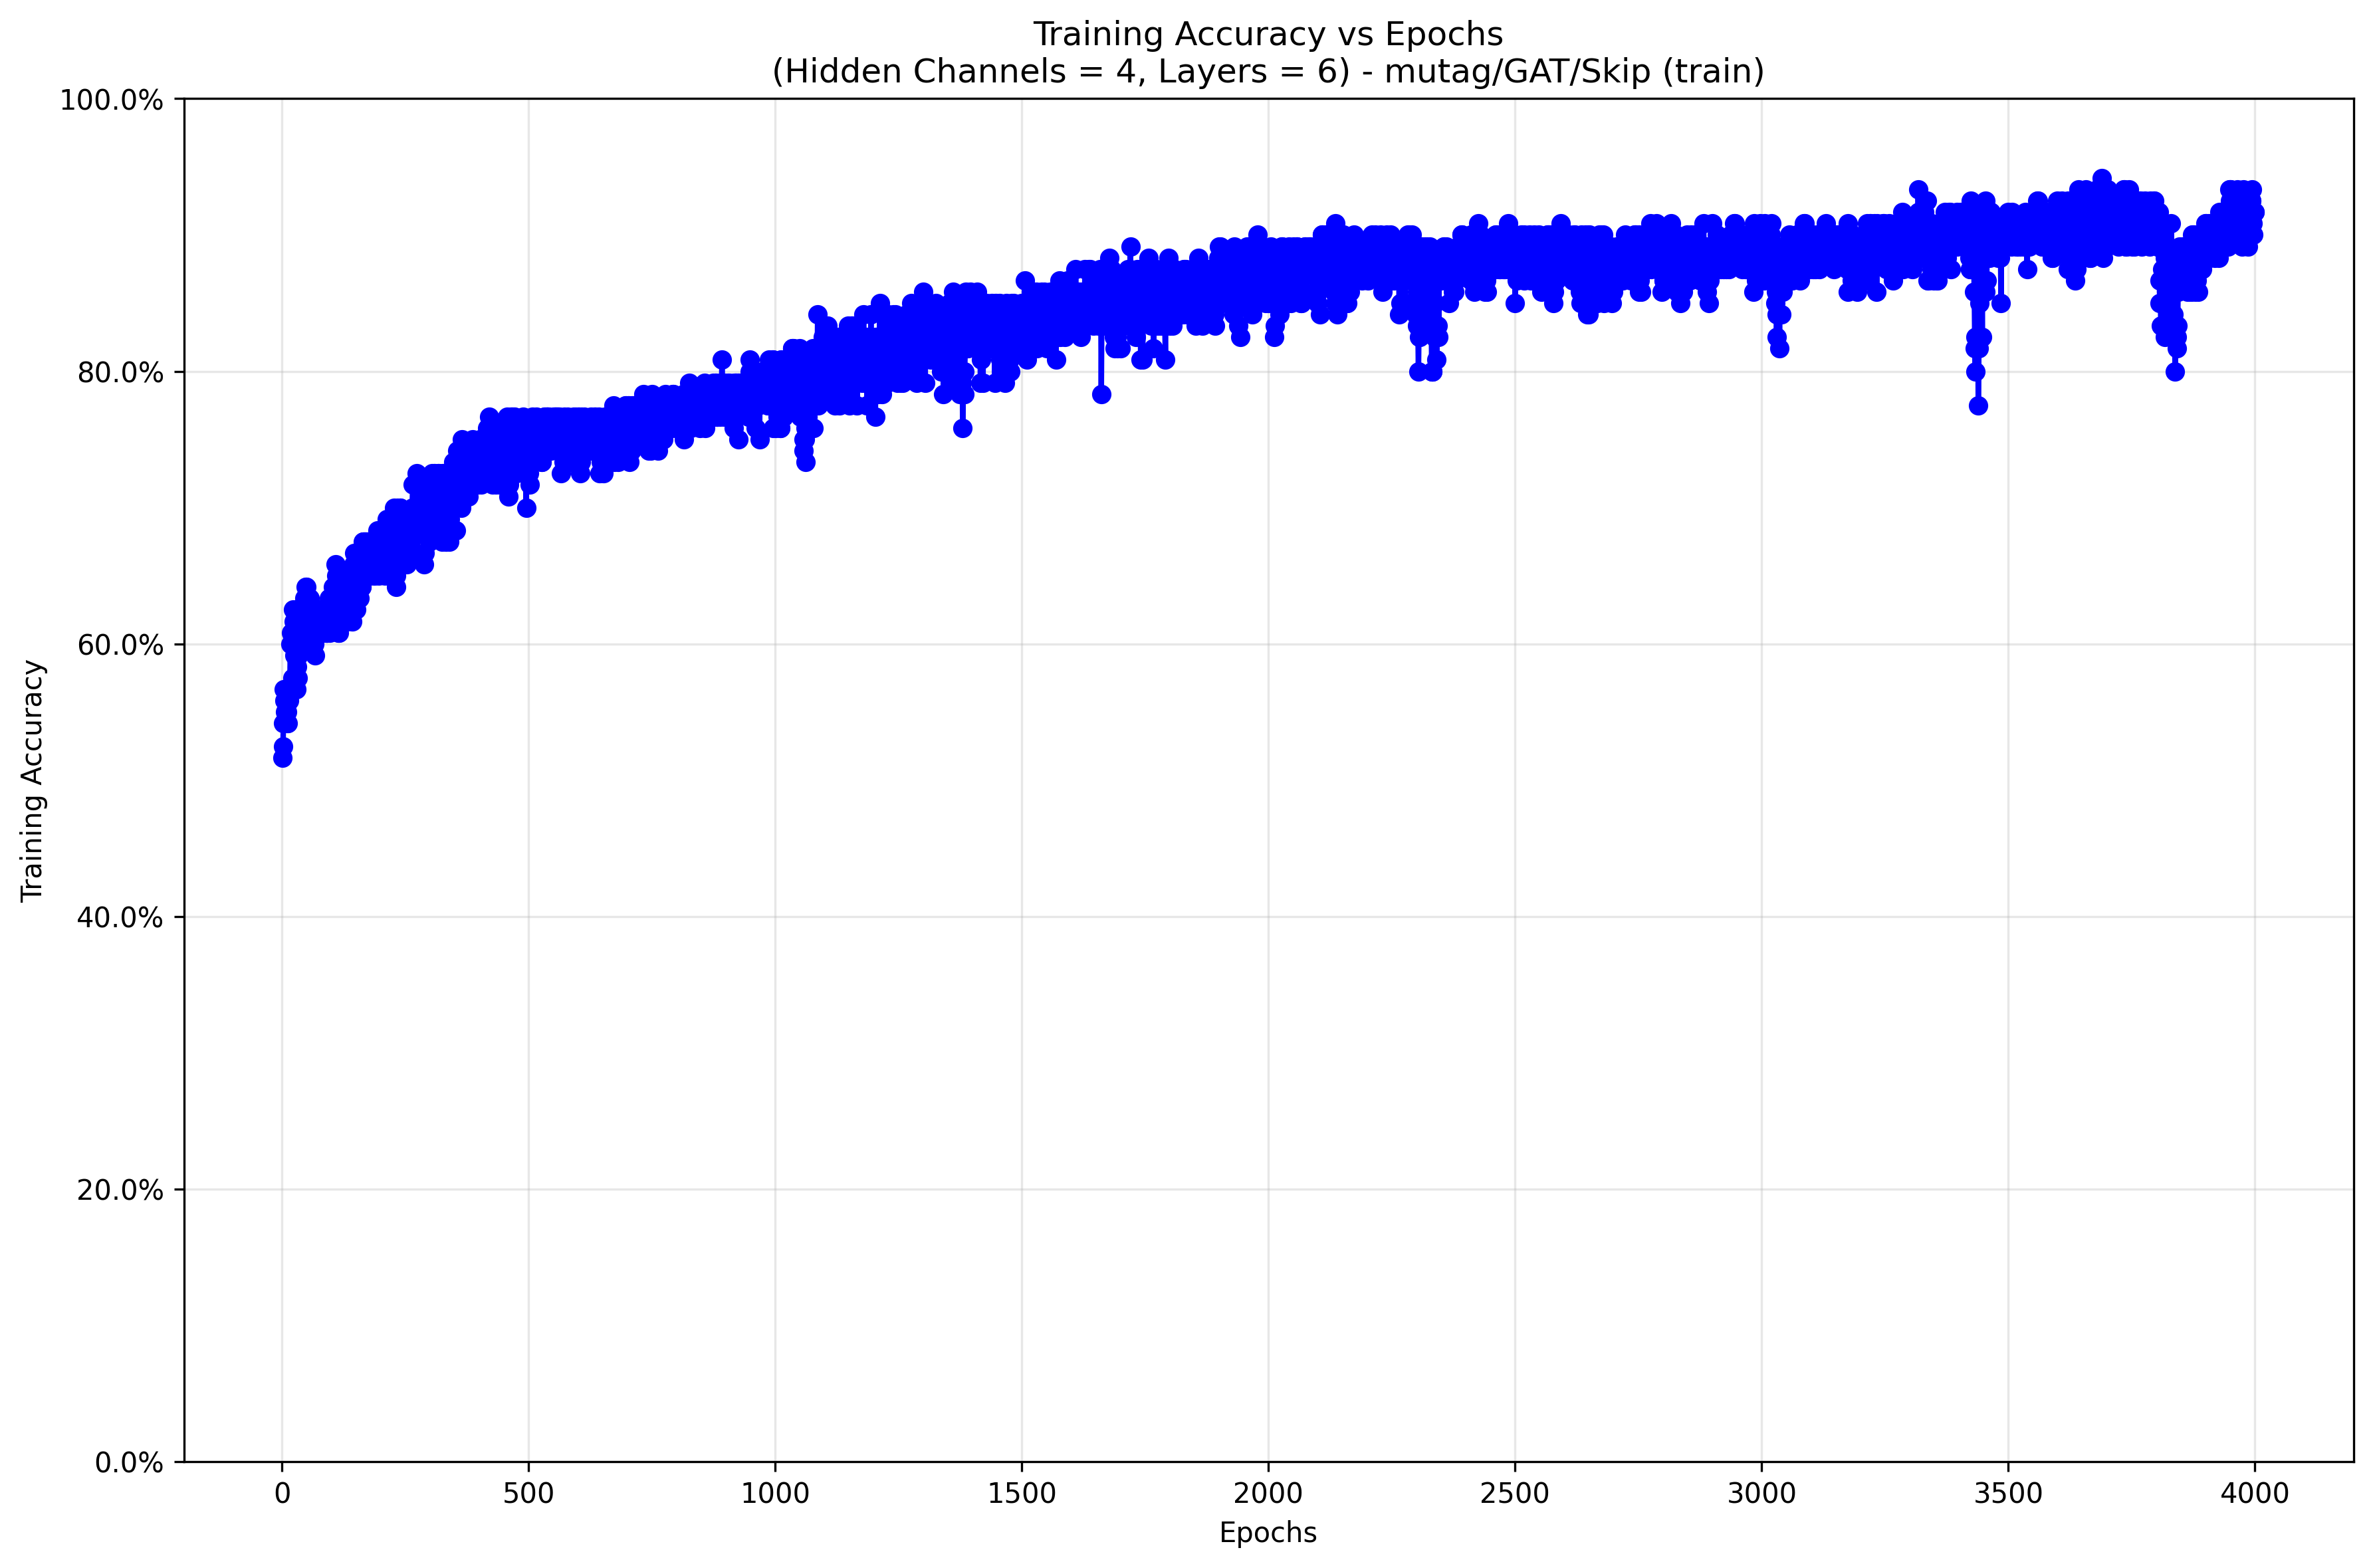 Training Accuracy vs Epochs
(Hidden Channels = 4, Layers = 6) - mutag/GAT/Skip (train)
Training Accuracy
100.0%
80.0%
60.0%
40.0%
20.0%
0.0%
0 500 1000 1500 2000 2500 3000 3500 4000
Epochs